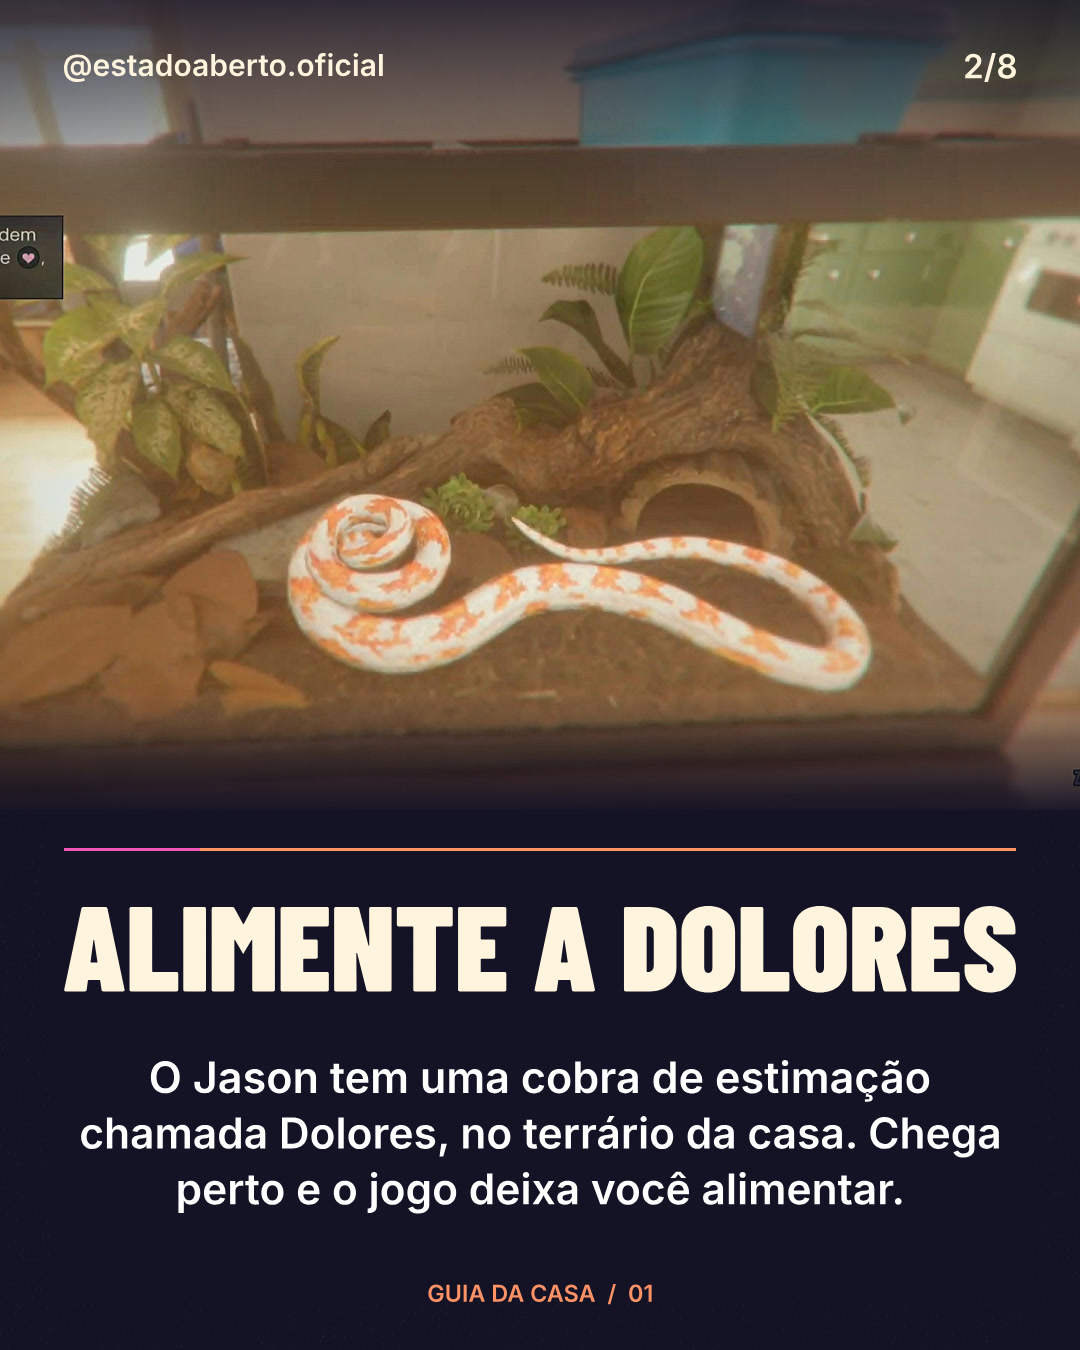 @estadoaberto.oficial
2/8
dem
e 🖤,
ALIMENTE A DOLORES
O Jason tem uma cobra de estimação
chamada Dolores, no terrário da casa. Chega
perto e o jogo deixa você alimentar.
GUIA DA CASA / 01